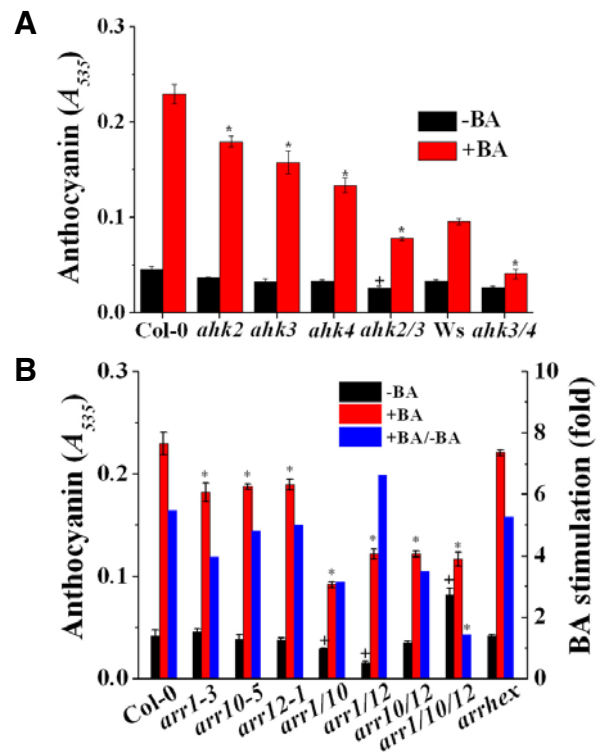 A
Anthocyanin (A535)
0.3
0.2
0.1
0.0
-BA
+BA
*
*
*
+
*
*
Col-0 ahk2 ahk3 ahk4 ahk2/3 Ws ahk3/4
B
Anthocyanin (A535)
0.3
0.2
0.1
0.0
-BA
+BA
+BA/-BA
10
8
6
4
2
0
BA stimulation (fold)
*
*
*
+
*
+
*
*
+
*
*
Col-0 arr1-3 arr10-5 arr12-1 arr1/10 arr1/12 arr10/12 arr1/10/12 arrhex